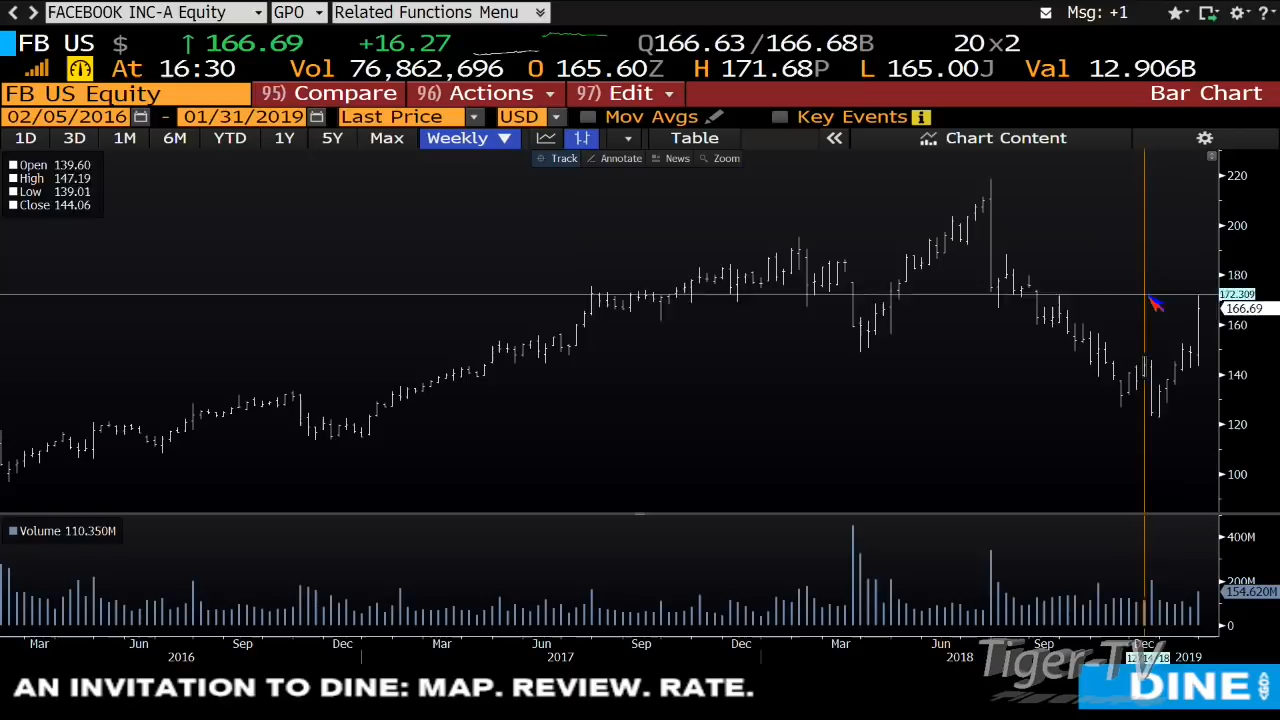 FACEBOOK INC-A Equity GPO Related Functions Menu Msg: +1
FB US $ ↑ 166.69 +16.27 Q166.63/166.68B 20x2
At 16:30 Vol 76,862,696 O 165.60Z H 171.68P L 165.00J Val 12.906B
FB US Equity 95) Compare 96) Actions 97) Edit Bar Chart
02/05/2016 - 01/31/2019 Last Price USD Mov Avgs Key Events
1D 3D 1M 6M YTD 1Y 5Y Max Weekly ▼ Table « Chart Content
Track Annotate News Zoom
Open 139.60
High 147.19
Low 139.01
Close 144.06
220
200
180
172.309
166.69
160
140
120
100
Volume 110.350M
400M
200M
154.620M
0
Mar Jun Sep Dec Mar Jun Sep Dec Mar Jun Sep Dec
2016 2017 2018 12/14/18 2019
Tiger-TV
AN INVITATION TO DINE: MAP. REVIEW. RATE.
DINE